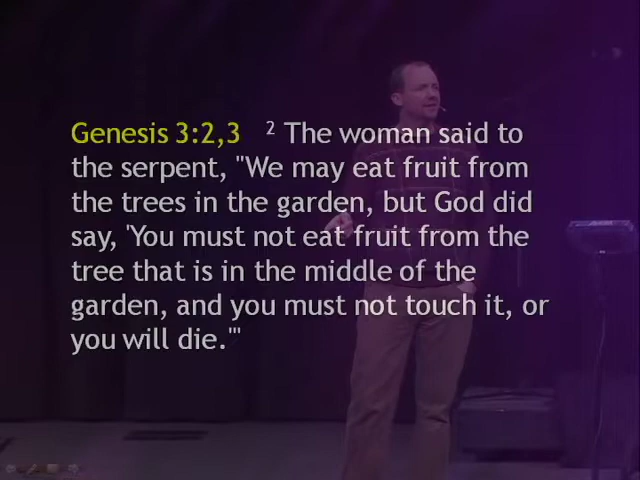 Genesis 3:2,3 ² The woman said to
the serpent, "We may eat fruit from
the trees in the garden, but God did
say, 'You must not eat fruit from the
tree that is in the middle of the
garden, and you must not touch it, or
you will die.'"